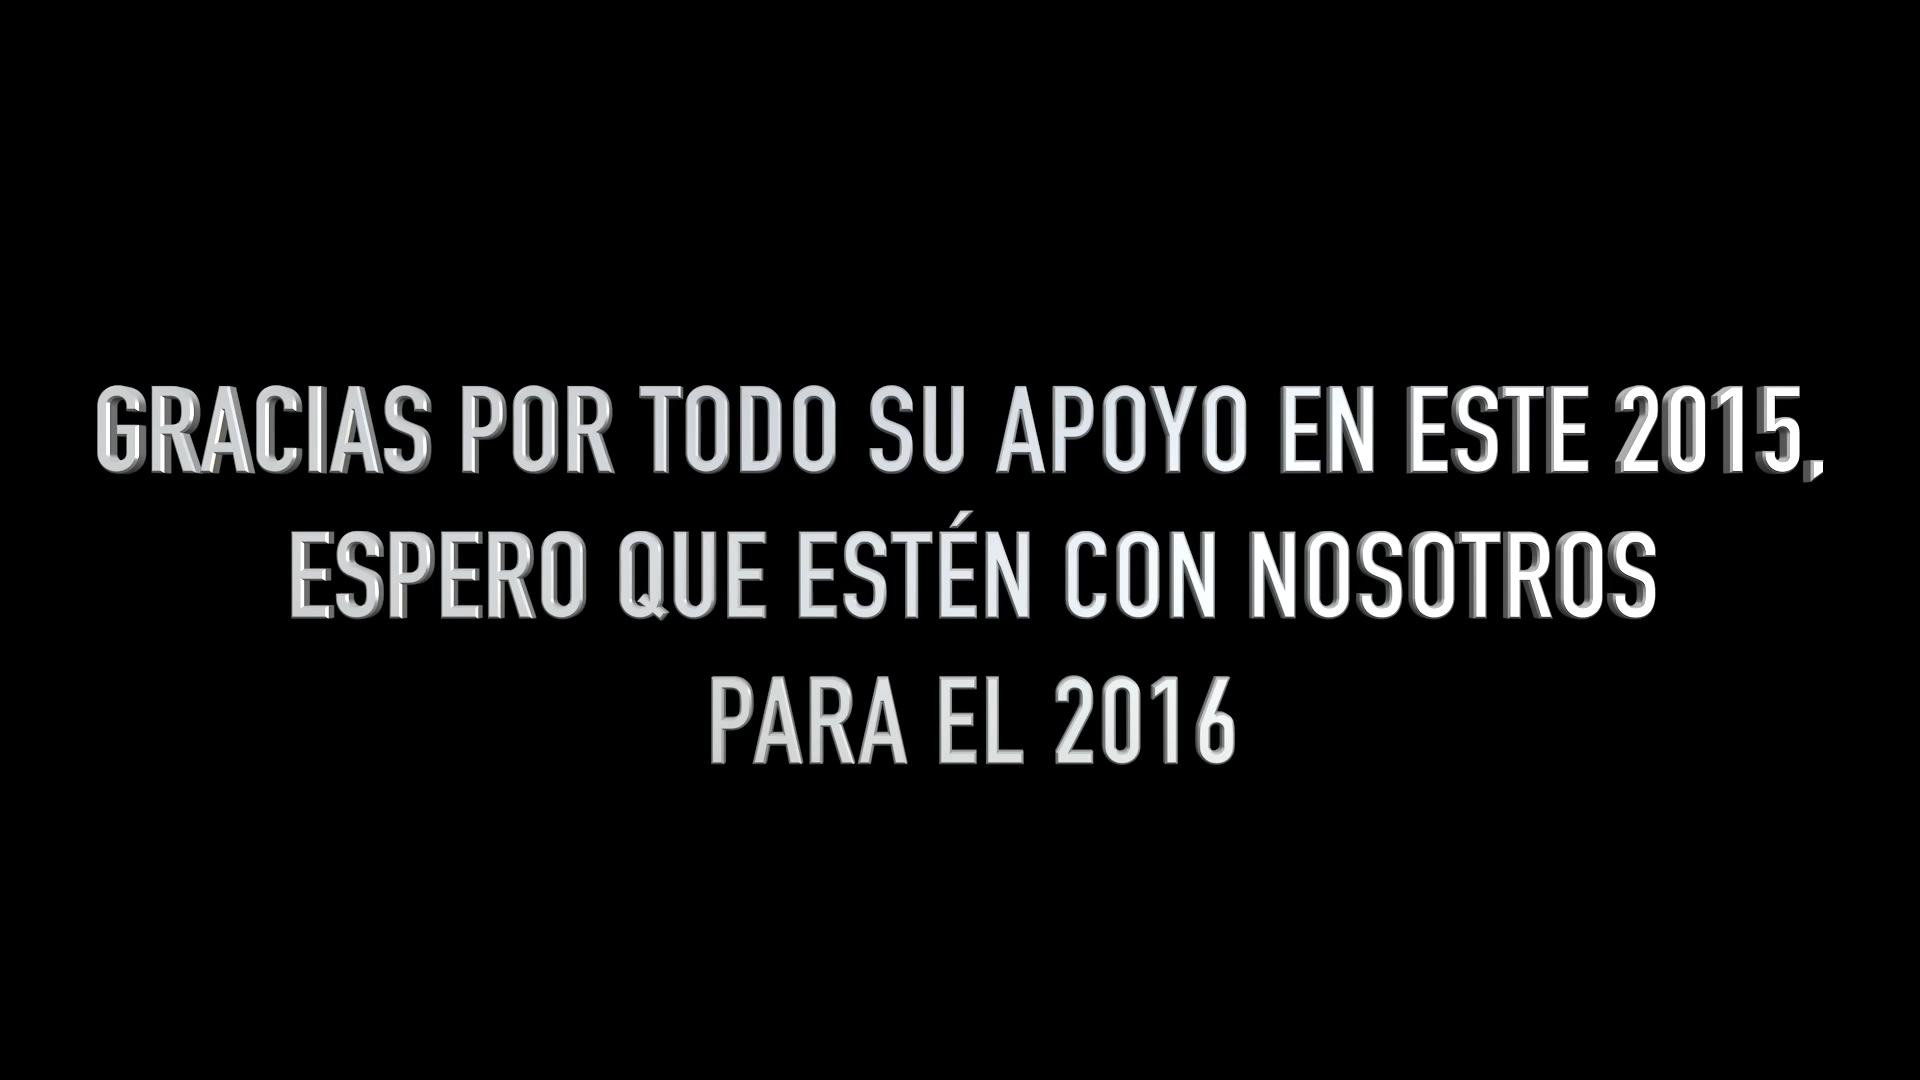 GRACIAS POR TODO SU APOYO EN ESTE 2015,
ESPERO QUE ESTÉN CON NOSOTROS
PARA EL 2016